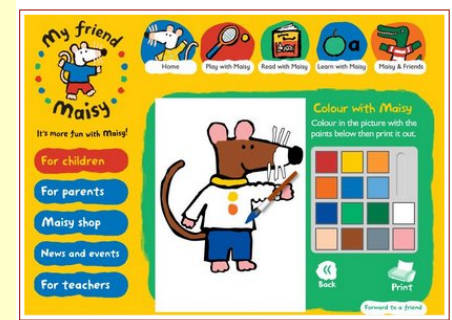 My friend
Maisy
It's more fun with Maisy!
Home
Play with Maisy
Read with Maisy
Learn with Maisy
Maisy & Friends
a
For children
For parents
Maisy shop
News and events
For teachers
Colour with Maisy
Colour in the picture with the
paints below then print it out.
Back
Print
Forward to a friend